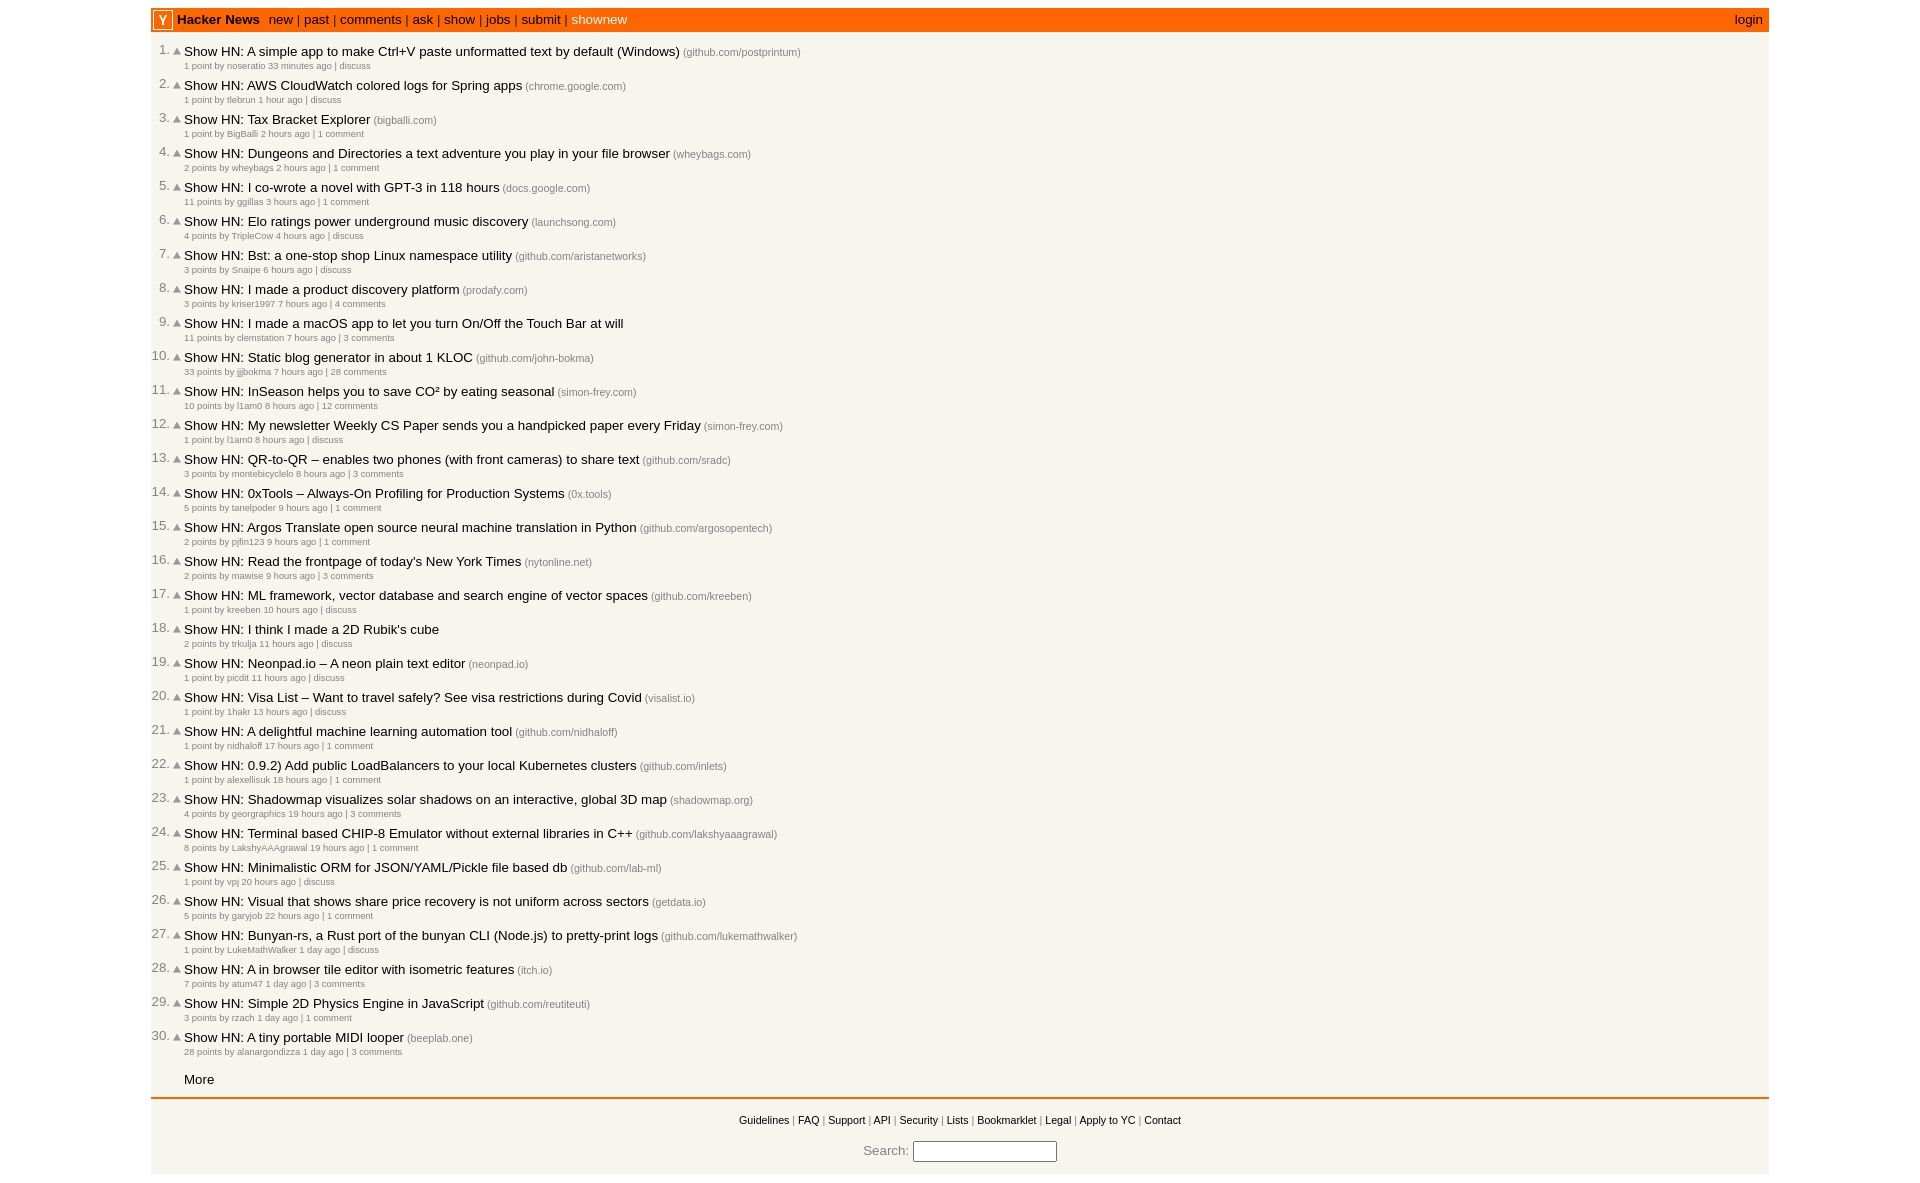 Y Hacker News new | past | comments | ask | show | jobs | submit | shownew login
1. Show HN: A simple app to make Ctrl+V paste unformatted text by default (Windows) (github.com/postprintum)
1 point by noseratio 33 minutes ago | discuss
2. Show HN: AWS CloudWatch colored logs for Spring apps (chrome.google.com)
1 point by tlebrun 1 hour ago | discuss
3. Show HN: Tax Bracket Explorer (bigballi.com)
1 point by BigBalli 2 hours ago | 1 comment
4. Show HN: Dungeons and Directories a text adventure you play in your file browser (wheybags.com)
2 points by wheybags 2 hours ago | 1 comment
5. Show HN: I co-wrote a novel with GPT-3 in 118 hours (docs.google.com)
11 points by ggillas 3 hours ago | 1 comment
6. Show HN: Elo ratings power underground music discovery (launchsong.com)
4 points by TripleCow 4 hours ago | discuss
7. Show HN: Bst: a one-stop shop Linux namespace utility (github.com/aristanetworks)
3 points by Snaipe 6 hours ago | discuss
8. Show HN: I made a product discovery platform (prodafy.com)
3 points by kriser1997 7 hours ago | 4 comments
9. Show HN: I made a macOS app to let you turn On/Off the Touch Bar at will
11 points by clemstation 7 hours ago | 3 comments
10. Show HN: Static blog generator in about 1 KLOC (github.com/john-bokma)
33 points by jjjbokma 7 hours ago | 28 comments
11. Show HN: InSeason helps you to save CO² by eating seasonal (simon-frey.com)
10 points by l1am0 8 hours ago | 12 comments
12. Show HN: My newsletter Weekly CS Paper sends you a handpicked paper every Friday (simon-frey.com)
1 point by l1am0 8 hours ago | discuss
13. Show HN: QR-to-QR – enables two phones (with front cameras) to share text (github.com/sradc)
3 points by montebicyclelo 8 hours ago | 3 comments
14. Show HN: 0xTools – Always-On Profiling for Production Systems (0x.tools)
5 points by tanelpoder 9 hours ago | 1 comment
15. Show HN: Argos Translate open source neural machine translation in Python (github.com/argosopentech)
2 points by pjfin123 9 hours ago | 1 comment
16. Show HN: Read the frontpage of today's New York Times (nytonline.net)
2 points by mawise 9 hours ago | 3 comments
17. Show HN: ML framework, vector database and search engine of vector spaces (github.com/kreeben)
1 point by kreeben 10 hours ago | discuss
18. Show HN: I think I made a 2D Rubik's cube
2 points by trkulja 11 hours ago | discuss
19. Show HN: Neonpad.io – A neon plain text editor (neonpad.io)
1 point by picdit 11 hours ago | discuss
20. Show HN: Visa List – Want to travel safely? See visa restrictions during Covid (visalist.io)
1 point by 1hakr 13 hours ago | discuss
21. Show HN: A delightful machine learning automation tool (github.com/nidhaloff)
1 point by nidhaloff 17 hours ago | 1 comment
22. Show HN: 0.9.2) Add public LoadBalancers to your local Kubernetes clusters (github.com/inlets)
1 point by alexellisuk 18 hours ago | 1 comment
23. Show HN: Shadowmap visualizes solar shadows on an interactive, global 3D map (shadowmap.org)
4 points by georgraphics 19 hours ago | 3 comments
24. Show HN: Terminal based CHIP-8 Emulator without external libraries in C++ (github.com/lakshyaaagrawal)
8 points by LakshyAAAgrawal 19 hours ago | 1 comment
25. Show HN: Minimalistic ORM for JSON/YAML/Pickle file based db (github.com/lab-ml)
1 point by vpj 20 hours ago | discuss
26. Show HN: Visual that shows share price recovery is not uniform across sectors (getdata.io)
5 points by garyjob 22 hours ago | 1 comment
27. Show HN: Bunyan-rs, a Rust port of the bunyan CLI (Node.js) to pretty-print logs (github.com/lukemathwalker)
1 point by LukeMathWalker 1 day ago | discuss
28. Show HN: A in browser tile editor with isometric features (itch.io)
7 points by atum47 1 day ago | 3 comments
29. Show HN: Simple 2D Physics Engine in JavaScript (github.com/reutiteuti)
3 points by rzach 1 day ago | 1 comment
30. Show HN: A tiny portable MIDI looper (beeplab.one)
28 points by alanargondizza 1 day ago | 3 comments
More
Guidelines | FAQ | Support | API | Security | Lists | Bookmarklet | Legal | Apply to YC | Contact
Search: